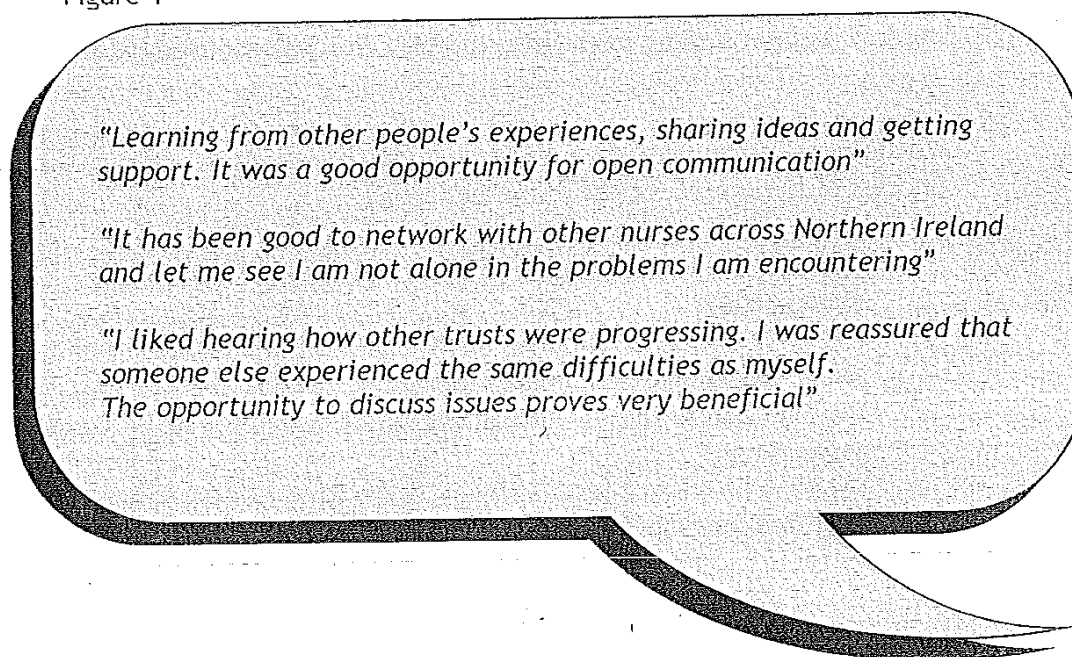 "Learning from other people's experiences, sharing ideas and getting
support. It was a good opportunity for open communication"
"It has been good to network with other nurses across Northern Ireland
and let me see I am not alone in the problems I am encountering"
"I liked hearing how other trusts were progressing. I was reassured that
someone else experienced the same difficulties as myself.
The opportunity to discuss issues proves very beneficial"